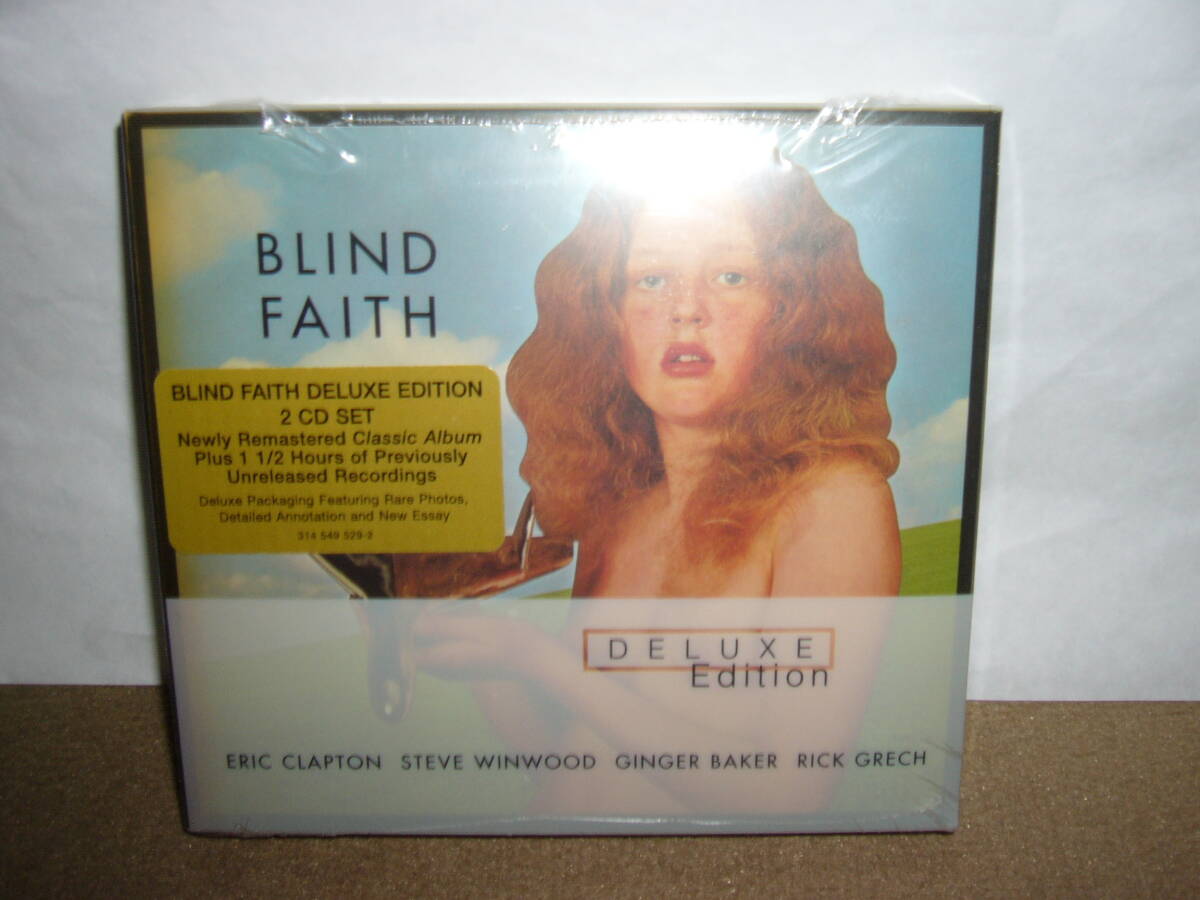 BLIND
FAITH
BLIND FAITH DELUXE EDITION
2 CD SET
Newly Remastered Classic Album
Plus 1 1/2 Hours of Previously
Unreleased Recordings
Deluxe Packaging Featuring Rare Photos,
Detailed Annotation and New Essay
314 549 529-2
DELUXE
Edition
ERIC CLAPTON STEVE WINWOOD GINGER BAKER RICK GRECH